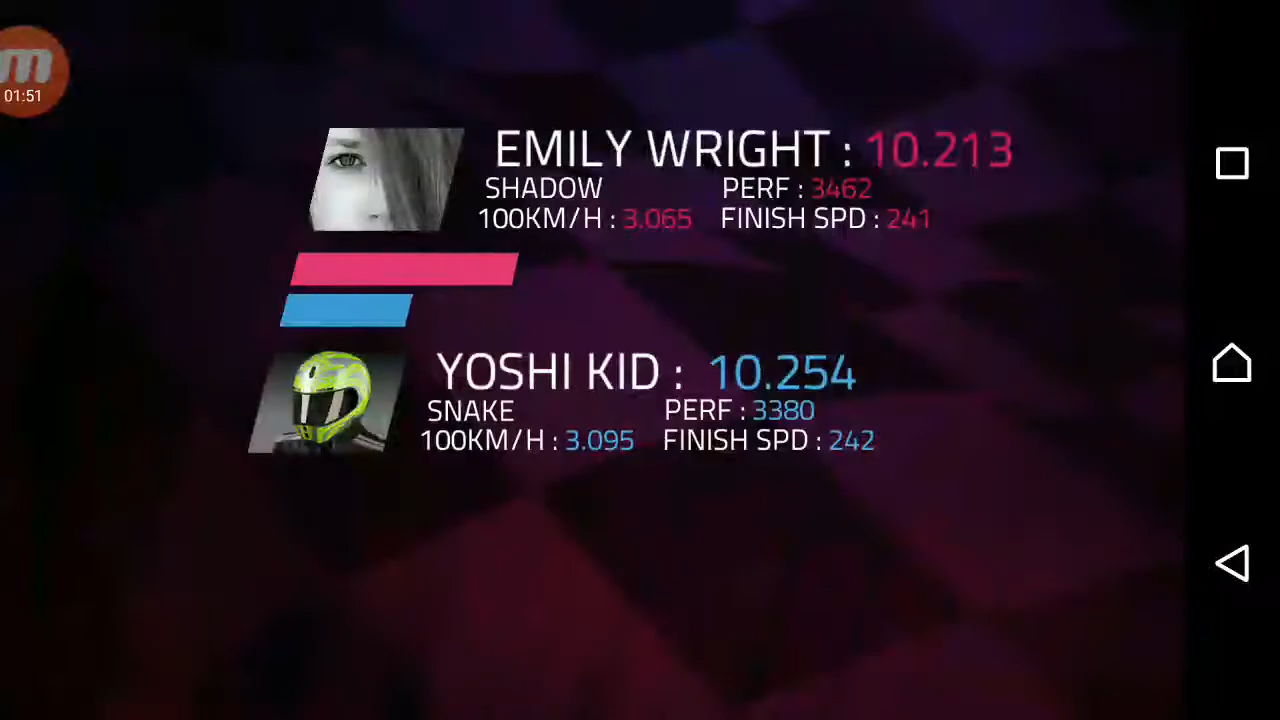 m
01:51
EMILY WRIGHT : 10.213
SHADOW PERF : 3462
100KM/H : 3.065 FINISH SPD : 241
YOSHI KID : 10.254
SNAKE PERF : 3380
100KM/H : 3.095 FINISH SPD : 242